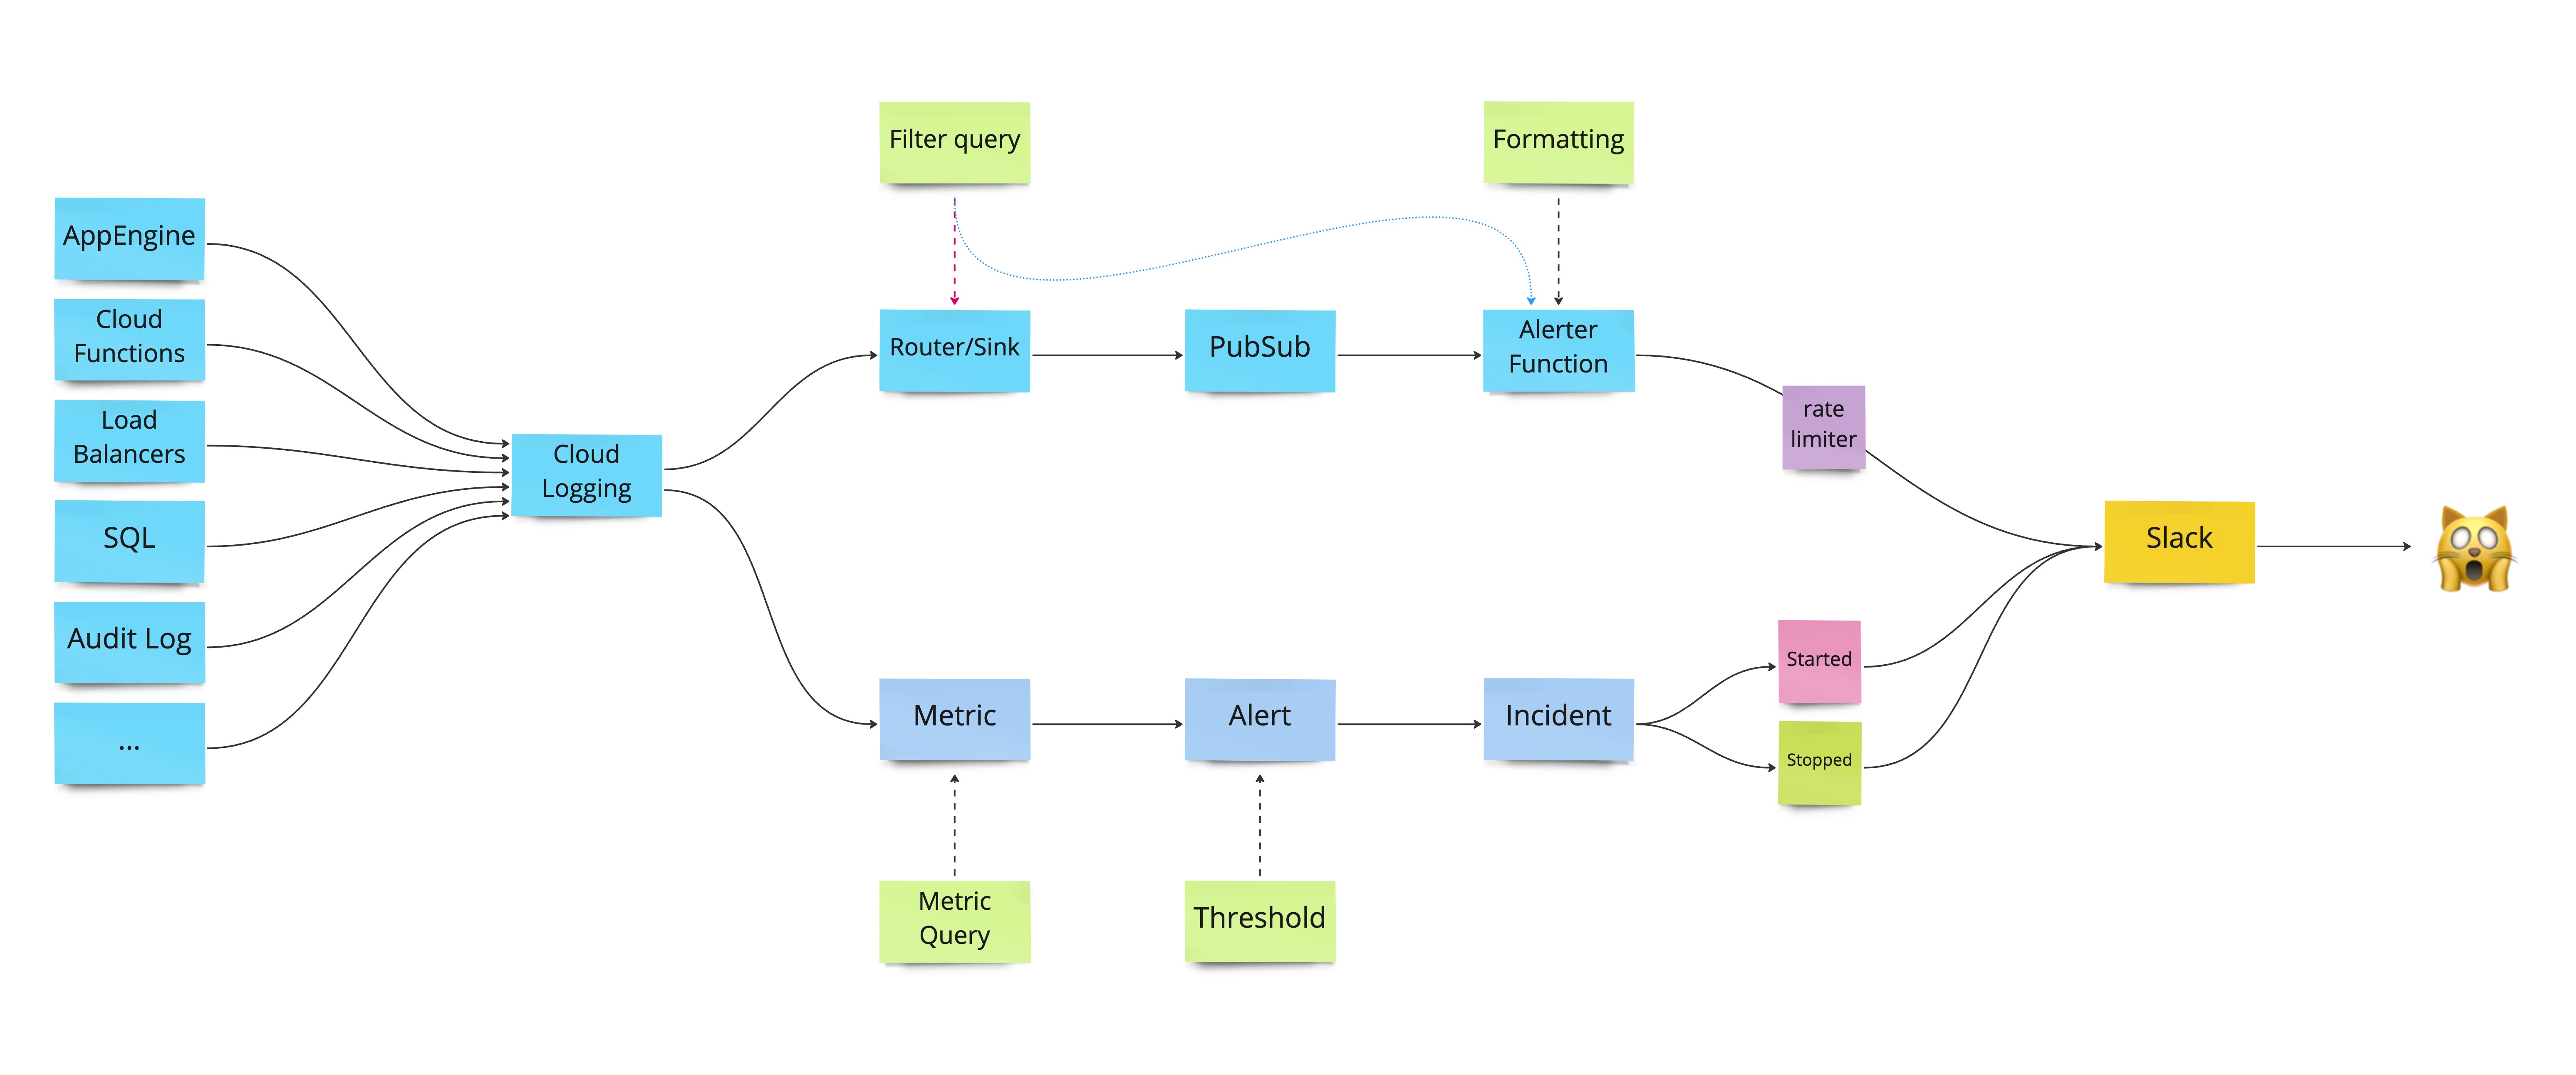 Filter query
Formatting
AppEngine
Cloud
Functions
Load
Balancers
SQL
Audit Log
...
Cloud
Logging
Router/Sink
PubSub
Alerter
Function
rate
limiter
Metric
Alert
Incident
Started
Stopped
Slack
Metric
Query
Threshold